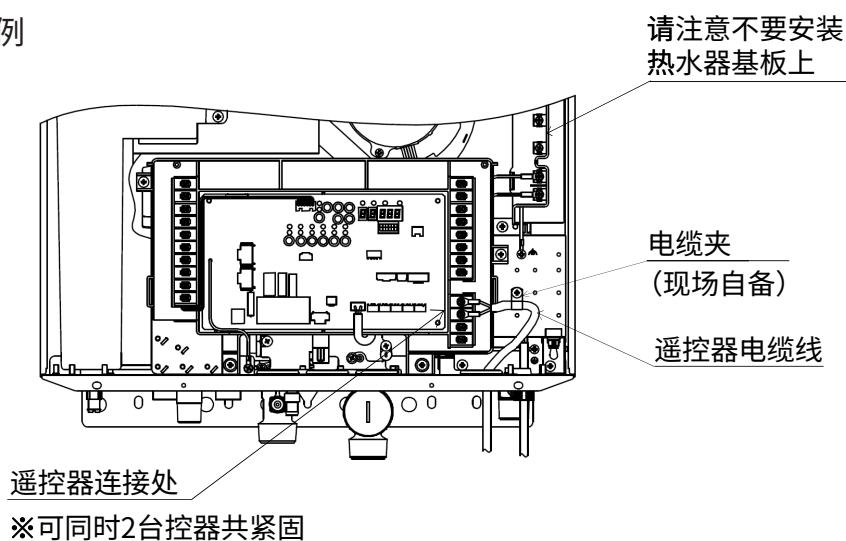 例
请注意不要安装
热水器基板上
电缆夹
（现场自备）
遥控器电缆线
遥控器连接处
※可同时2台控器共紧固